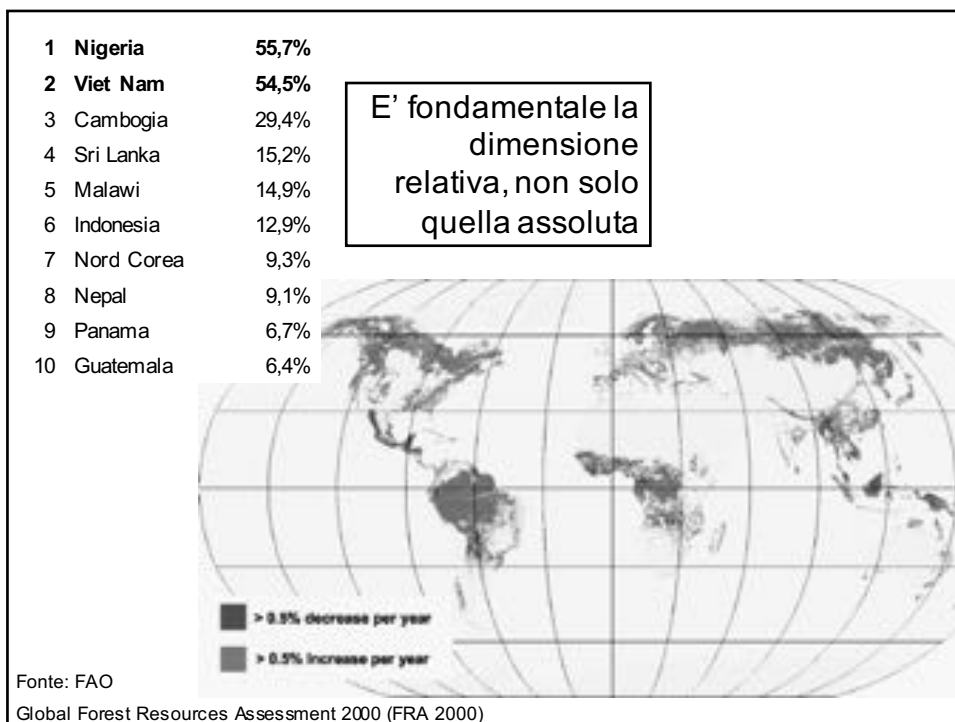 1 Nigeria 55,7%
2 Viet Nam 54,5%
3 Cambogia 29,4%
4 Sri Lanka 15,2%
5 Malawi 14,9%
6 Indonesia 12,9%
7 Nord Corea 9,3%
8 Nepal 9,1%
9 Panama 6,7%
10 Guatemala 6,4%
E' fondamentale la
dimensione
relativa, non solo
quella assoluta
> 0.5% decrease per year
> 0.5% increase per year
Fonte: FAO
Global Forest Resources Assessment 2000 (FRA 2000)